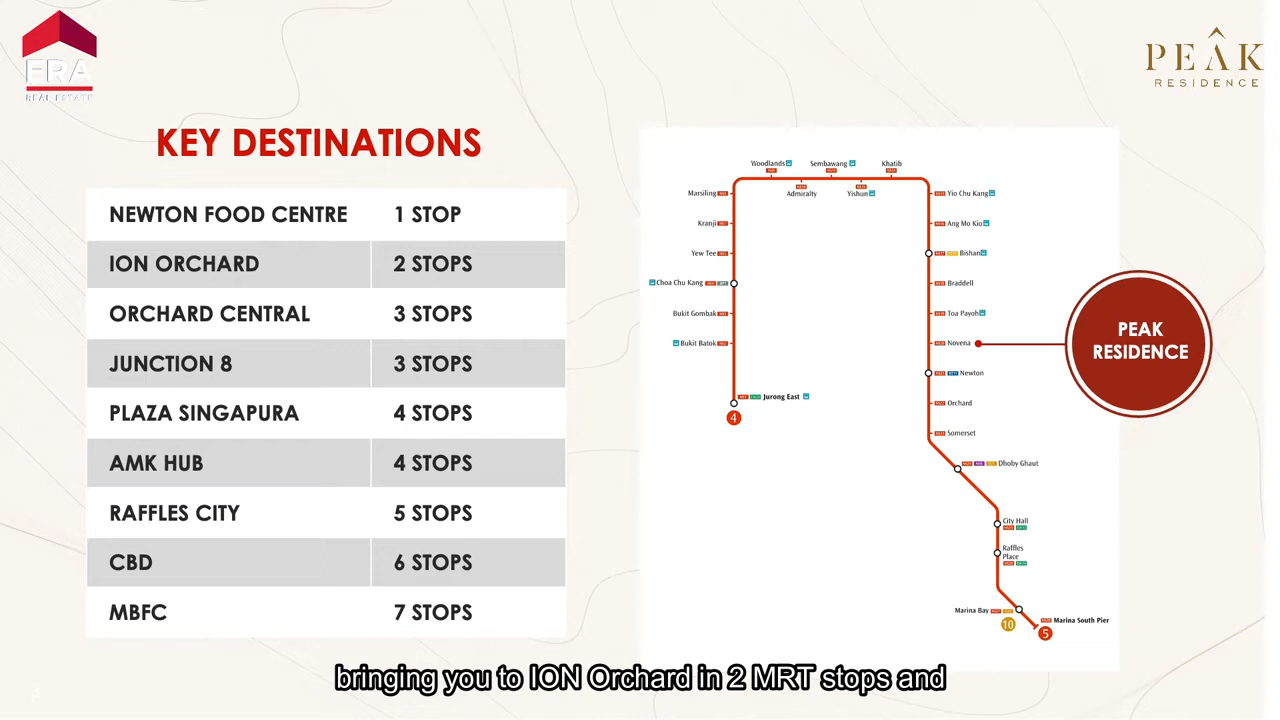 ERA
REAL ESTATE
PEAK
RESIDENCE
KEY DESTINATIONS
NEWTON FOOD CENTRE 1 STOP
ION ORCHARD 2 STOPS
ORCHARD CENTRAL 3 STOPS
JUNCTION 8 3 STOPS
PLAZA SINGAPURA 4 STOPS
AMK HUB 4 STOPS
RAFFLES CITY 5 STOPS
CBD 6 STOPS
MBFC 7 STOPS
Woodlands
Sembawang
Khatib
Admiralty
Yishun
Marsiling
Kranji
Yew Tee
Choa Chu Kang
Bukit Gombak
Bukit Batok
Jurong East
4
Yio Chu Kang
Ang Mo Kio
Bishan
Braddell
Toa Payoh
Novena
Newton
Orchard
Somerset
Dhoby Ghaut
City Hall
Raffles
Place
Marina Bay
10
Marina South Pier
5
PEAK
RESIDENCE
bringing you to ION Orchard in 2 MRT stops and